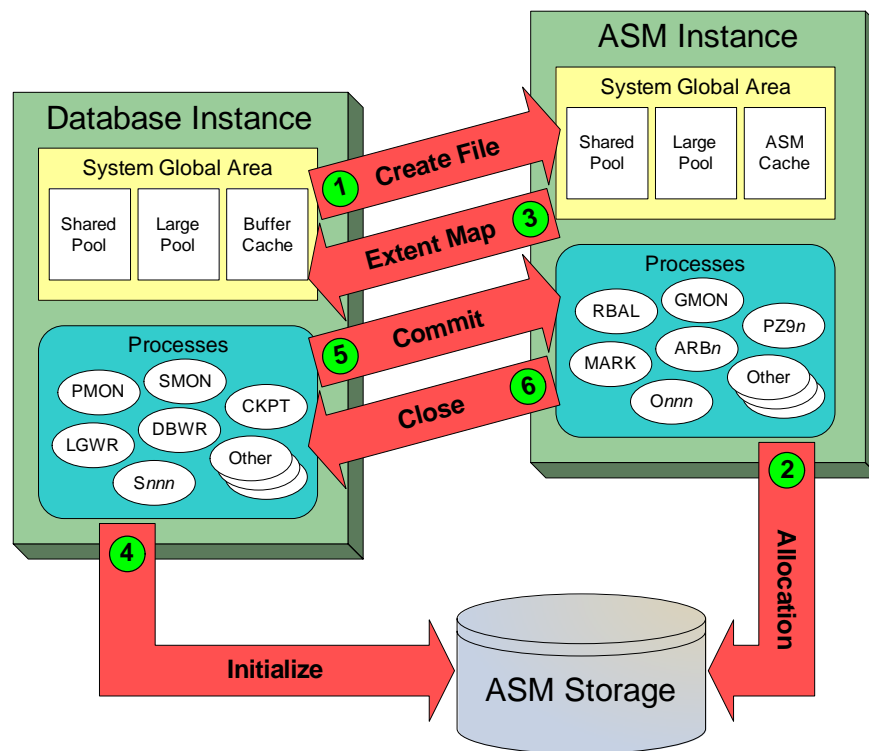 ASM Instance
System Global Area
Shared
Pool
Large
Pool
ASM
Cache
Database Instance
System Global Area
Shared
Pool
Large
Pool
Buffer
Cache
1 Create File
Extent Map 3
5 Commit
Close 6
Processes
RBAL
GMON
PZ9n
MARK
ARBn
Other
Onnn
Processes
PMON
SMON
CKPT
LGWR
DBWR
Other
Snnn
2
Allocation
4
Initialize
ASM Storage